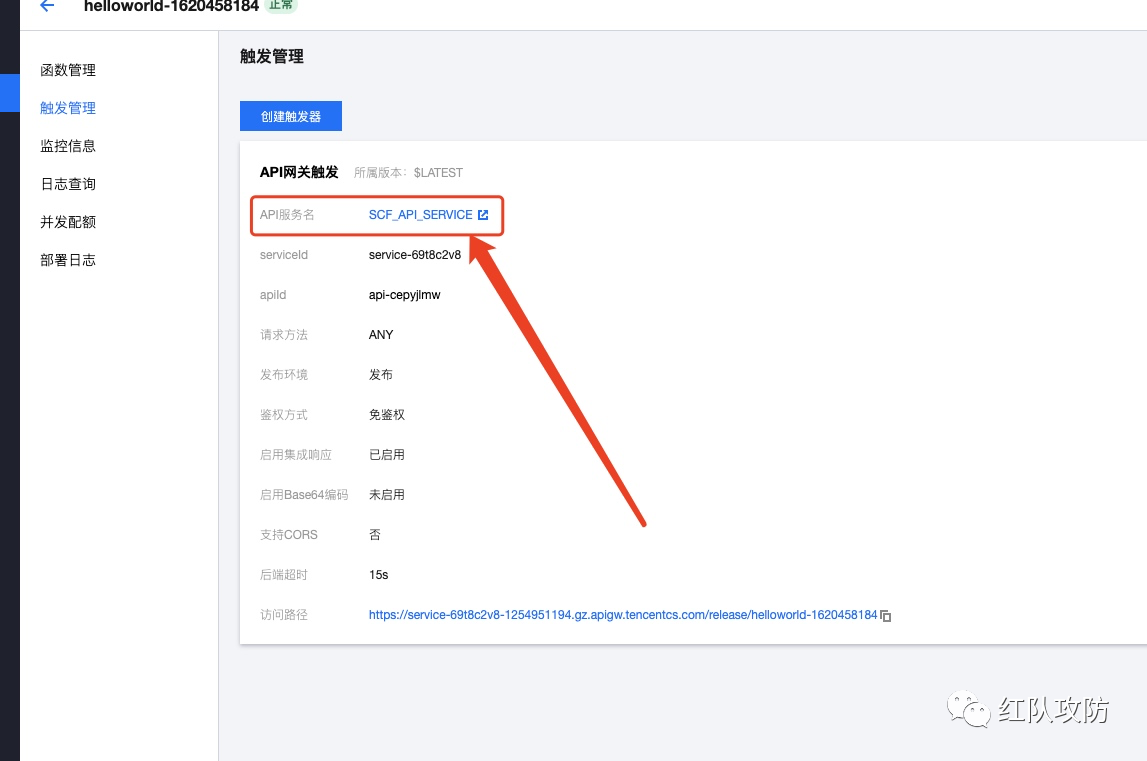 helloworld-1620458184 正常
函数管理
触发管理
监控信息
日志查询
并发配额
部署日志
触发管理
创建触发器
API网关触发 所属版本：$LATEST
API服务名 SCF_API_SERVICE
serviceId service-69t8c2v8
apiId api-cepyjlmw
请求方法 ANY
发布环境 发布
鉴权方式 免鉴权
启用集成响应 已启用
启用Base64编码 未启用
支持CORS 否
后端超时 15s
访问路径 https://service-69t8c2v8-1254951194.gz.apigw.tencentcs.com/release/helloworld-1620458184
红队攻防